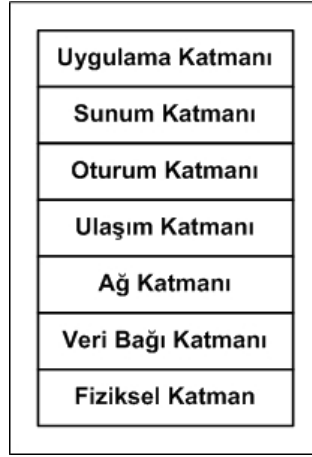 Uygulama Katmanı
Sunum Katmanı
Oturum Katmanı
Ulaşım Katmanı
Ağ Katmanı
Veri Bağı Katmanı
Fiziksel Katman